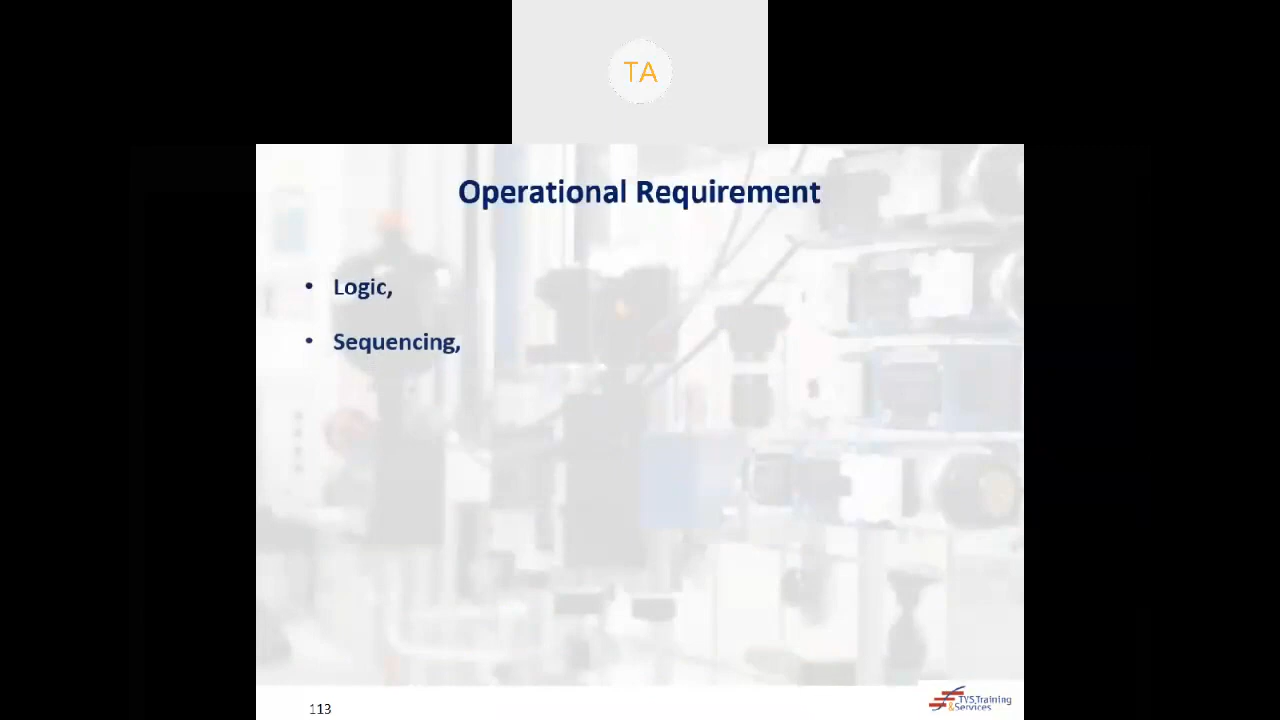 TA
Operational Requirement
• Logic,
• Sequencing,
113
TVS Training
& Services